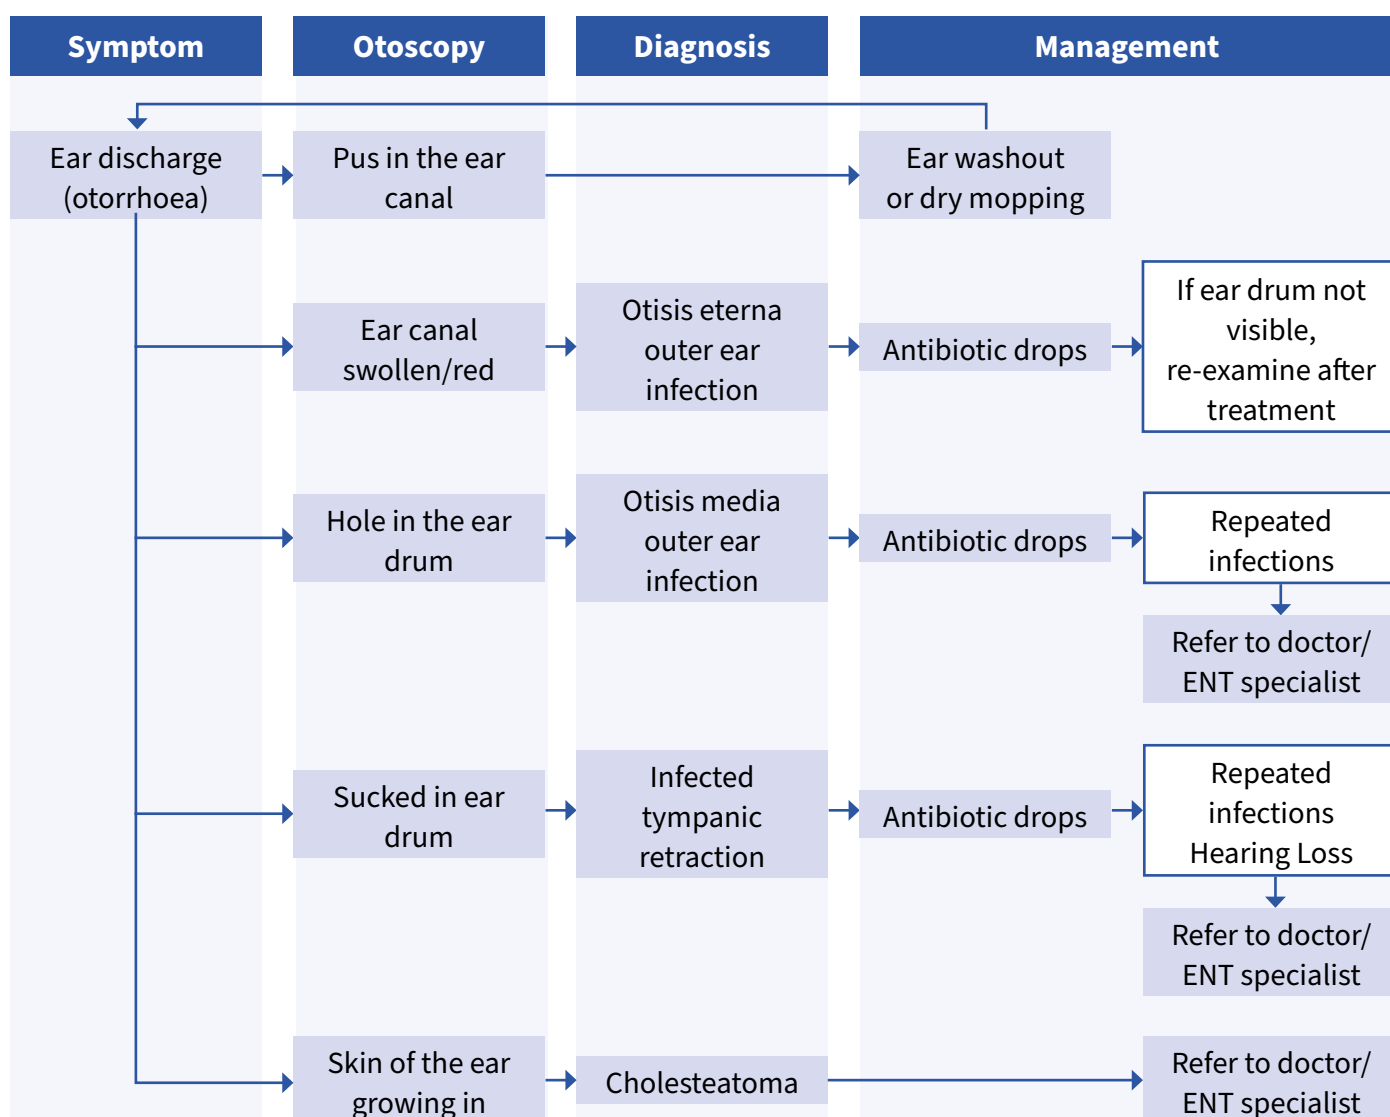 Symptom
Otoscopy
Diagnosis
Management
Ear discharge
(otorrhoea)
Pus in the ear
canal
Ear washout
or dry mopping
Ear canal
swollen/red
Otisis eterna
outer ear
infection
Antibiotic drops
If ear drum not
visible,
re-examine after
treatment
Hole in the ear
drum
Otisis media
outer ear
infection
Antibiotic drops
Repeated
infections
Refer to doctor/
ENT specialist
Sucked in ear
drum
Infected
tympanic
retraction
Antibiotic drops
Repeated
infections
Hearing Loss
Refer to doctor/
ENT specialist
Skin of the ear
growing in
Cholesteatoma
Refer to doctor/
ENT specialist